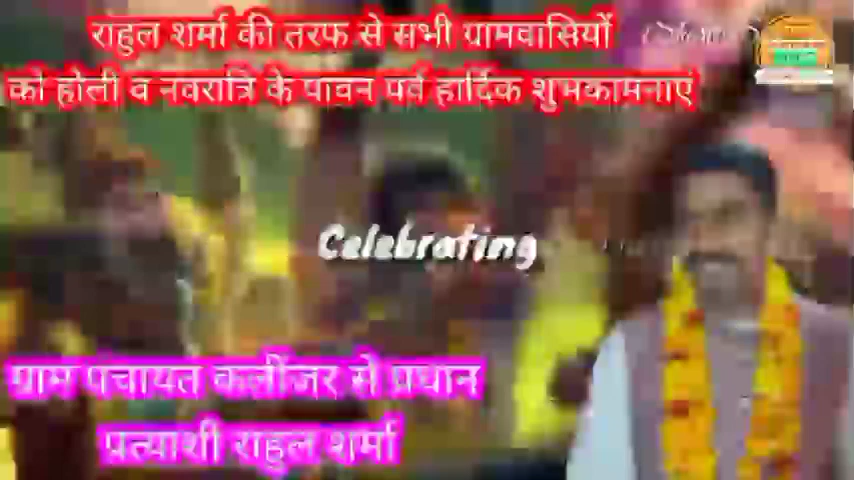 राहुल शर्मा की तरफ से सभी ग्रामवासियों
को होली व नवरात्रि के पावन पर्व हार्दिक शुभकामनाएं
Celebrating
ग्राम पंचायत कलींजर से प्रधान
प्रत्याशी राहुल शर्मा